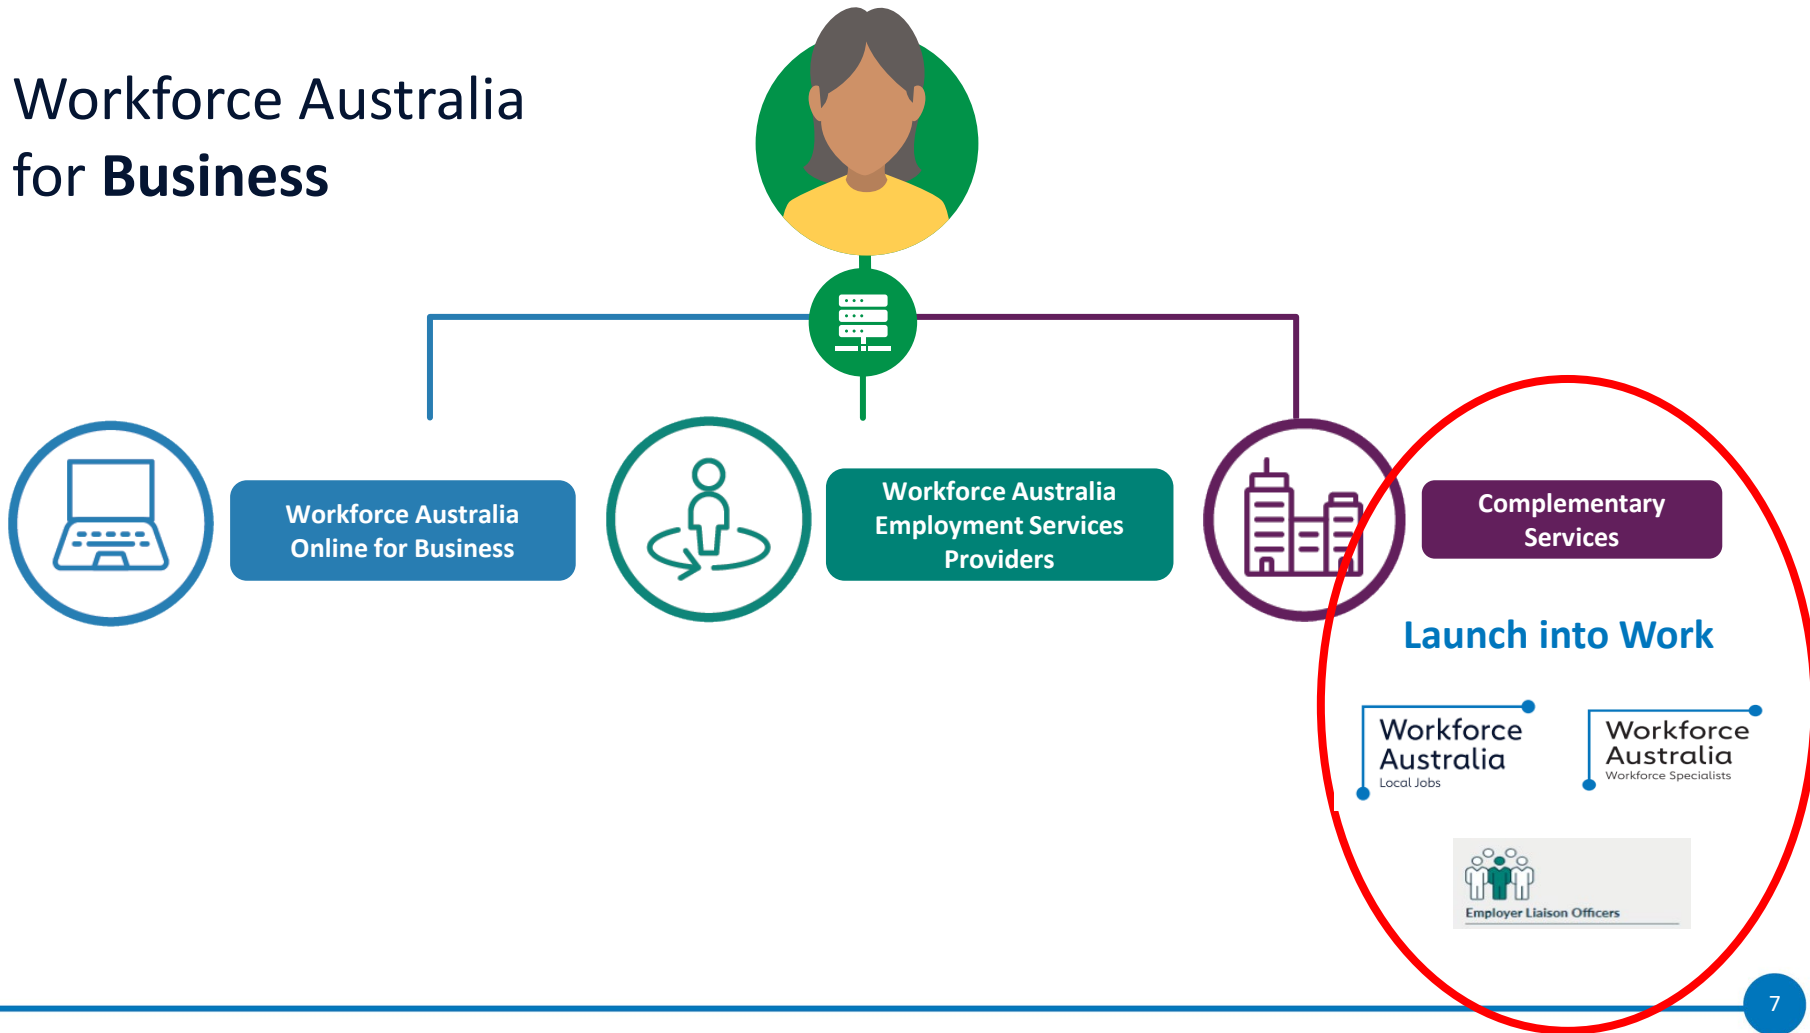 Workforce Australia
for Business
Workforce Australia
Online for Business
Workforce Australia
Employment Services
Providers
Complementary
Services
Launch into Work
Workforce
Australia
Local Jobs
Workforce
Australia
Workforce Specialists
Employer Liaison Officers
7